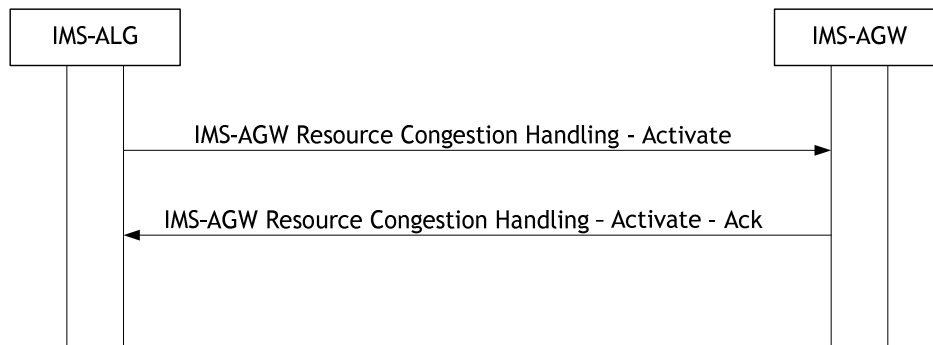 IMS-ALG
IMS-AGW
IMS-AGW Resource Congestion Handling - Activate
IMS-AGW Resource Congestion Handling – Activate - Ack